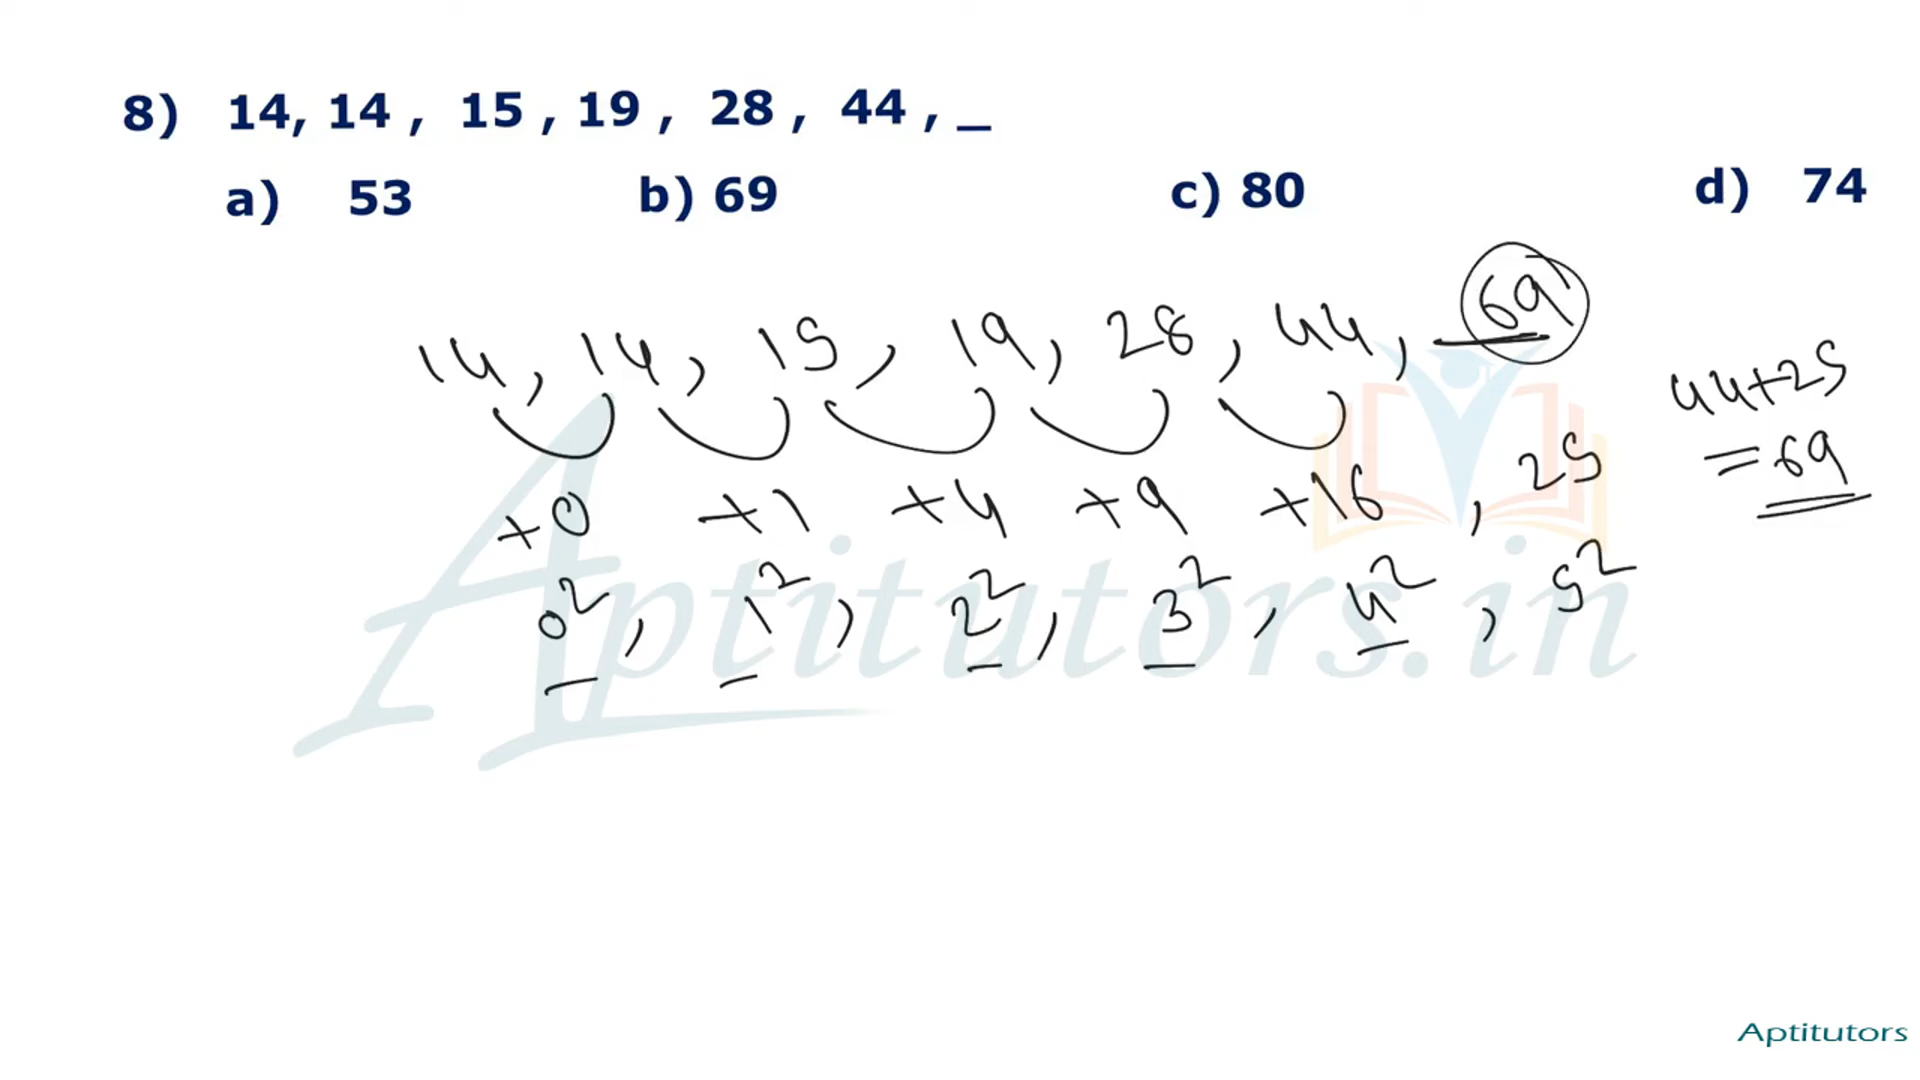 8) 14, 14 , 15 , 19 , 28 , 44 , _
a) 53 b) 69 c) 80 d) 74
14, 14, 15, 19, 28, 44, 69
44+25
=69
+0 +1 +4 +9 +16 , 25
0², 1², 2², 3², 4², 5²
Aptitutors.in
Aptitutors